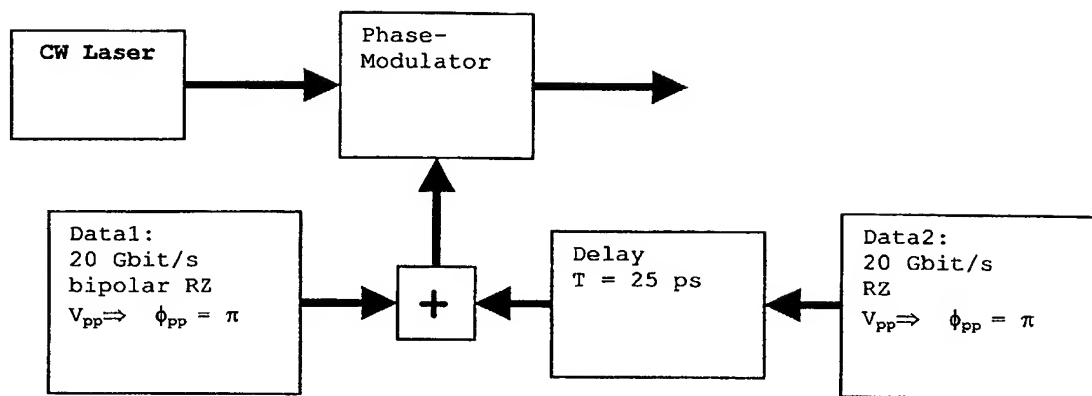 CW Laser
Phase-
Modulator
Data1:
20 Gbit/s
bipolar RZ
Vpp⇒ ϕpp = π
+
Delay
T = 25 ps
Data2:
20 Gbit/s
RZ
Vpp⇒ ϕpp = π